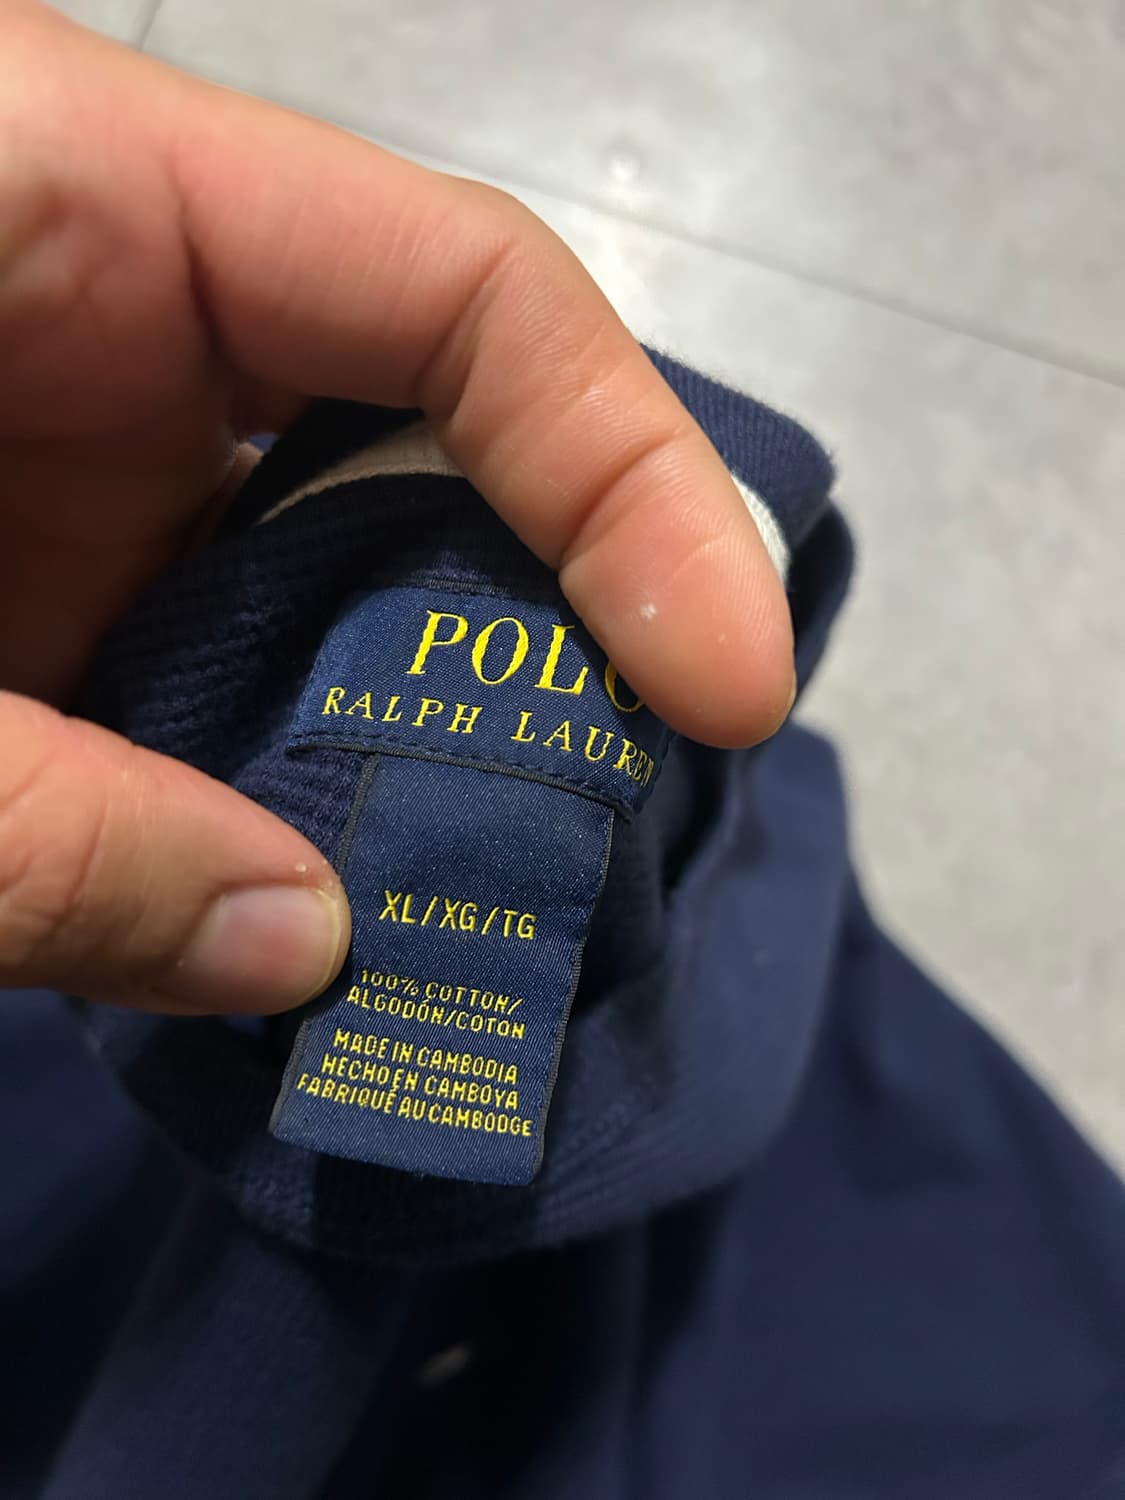 POLO
RALPH LAUREN
XL/XG/TG
100% COTTON/
ALGODÓN/COTON
MADE IN CAMBODIA
HECHO EN CAMBOYA
FABRIQUÉ AU CAMBODGE